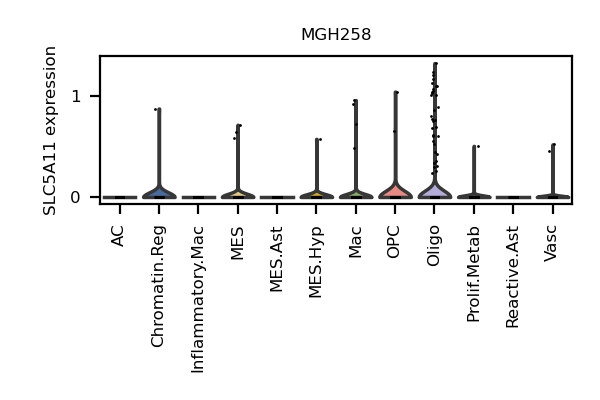 MGH258
SLC5A11 expression
1
0
AC
Chromatin.Reg
Inflammatory.Mac
MES
MES.Ast
MES.Hyp
Mac
OPC
Oligo
Prolif.Metab
Reactive.Ast
Vasc